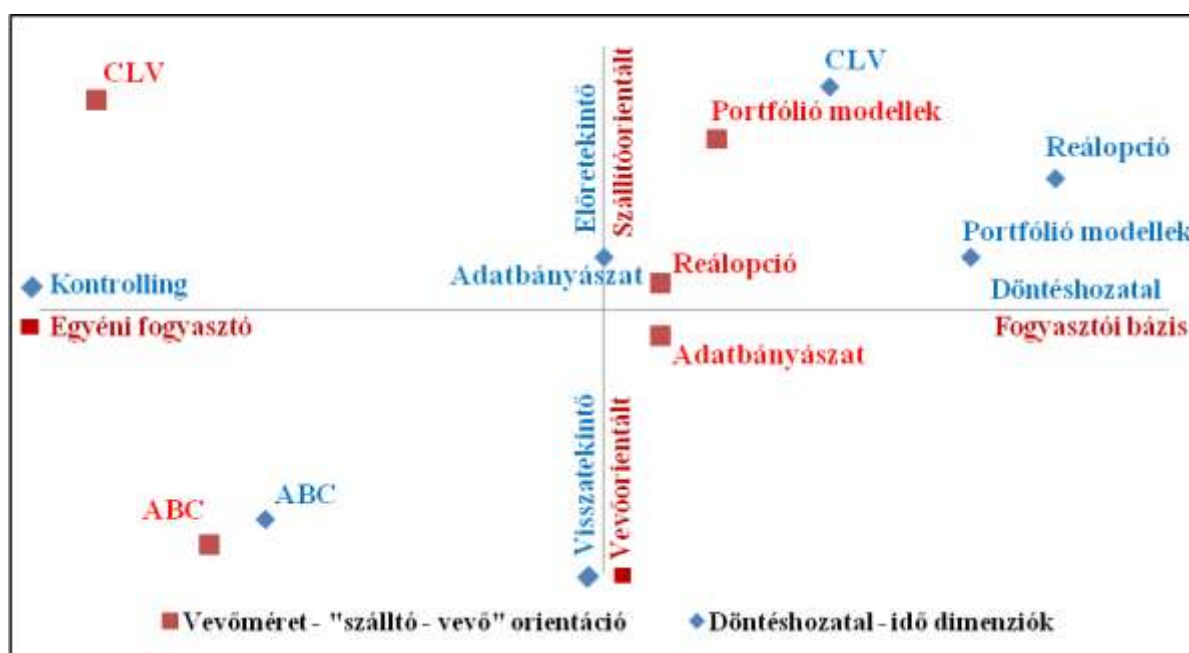 CLV
CLV
Portfólió modellek
Reálopció
Előretekintő
Szállítóorientált
Portfólió modellek
Adatbányászat
Reálopció
Kontrolling
Döntéshozatal
Egyéni fogyasztó
Fogyasztói bázis
Adatbányászat
Visszatekintő
Vevőorientált
ABC
ABC
Vevőméret - "szálltó - vevő" orientáció
Döntéshozatal - idő dimenziók